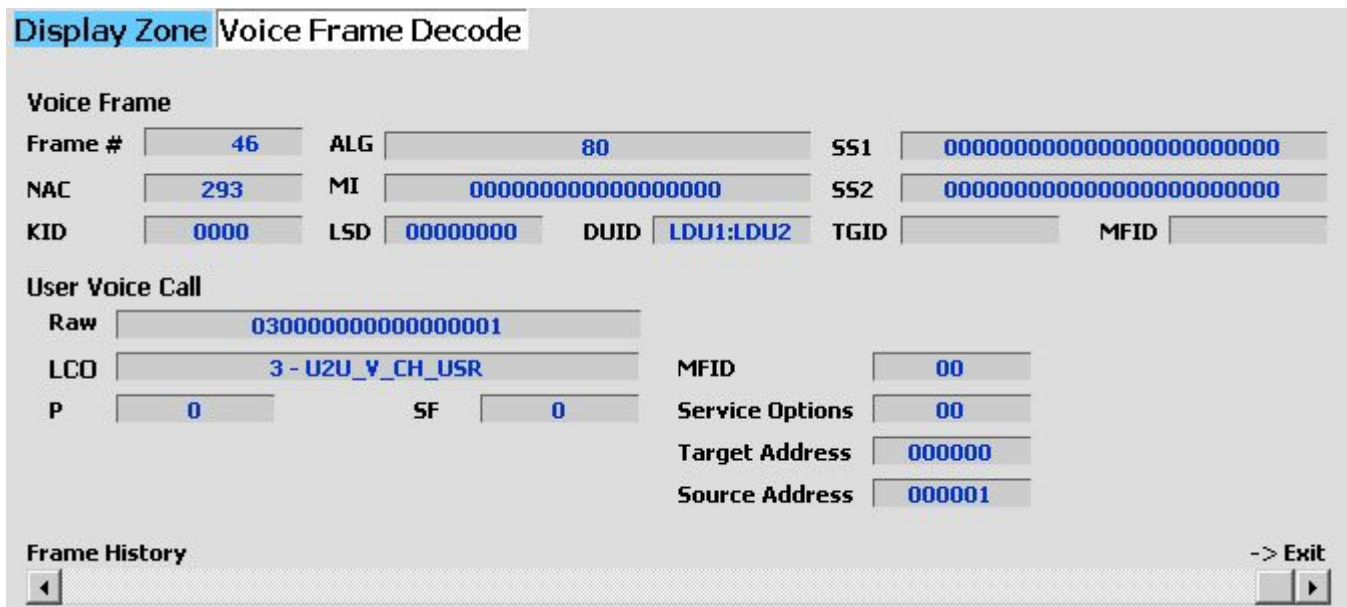 Display Zone Voice Frame Decode
Voice Frame
Frame # 46 ALG 80 SS1 000000000000000000000000
NAC 293 MI 000000000000000000 SS2 000000000000000000000000
KID 0000 LSD 00000000 DUID LDU1:LDU2 TGID MFID
User Voice Call
Raw 030000000000000001
LCO 3 - U2U_V_CH_USR MFID 00
P 0 SF 0 Service Options 00
Target Address 000000
Source Address 000001
Frame History -> Exit